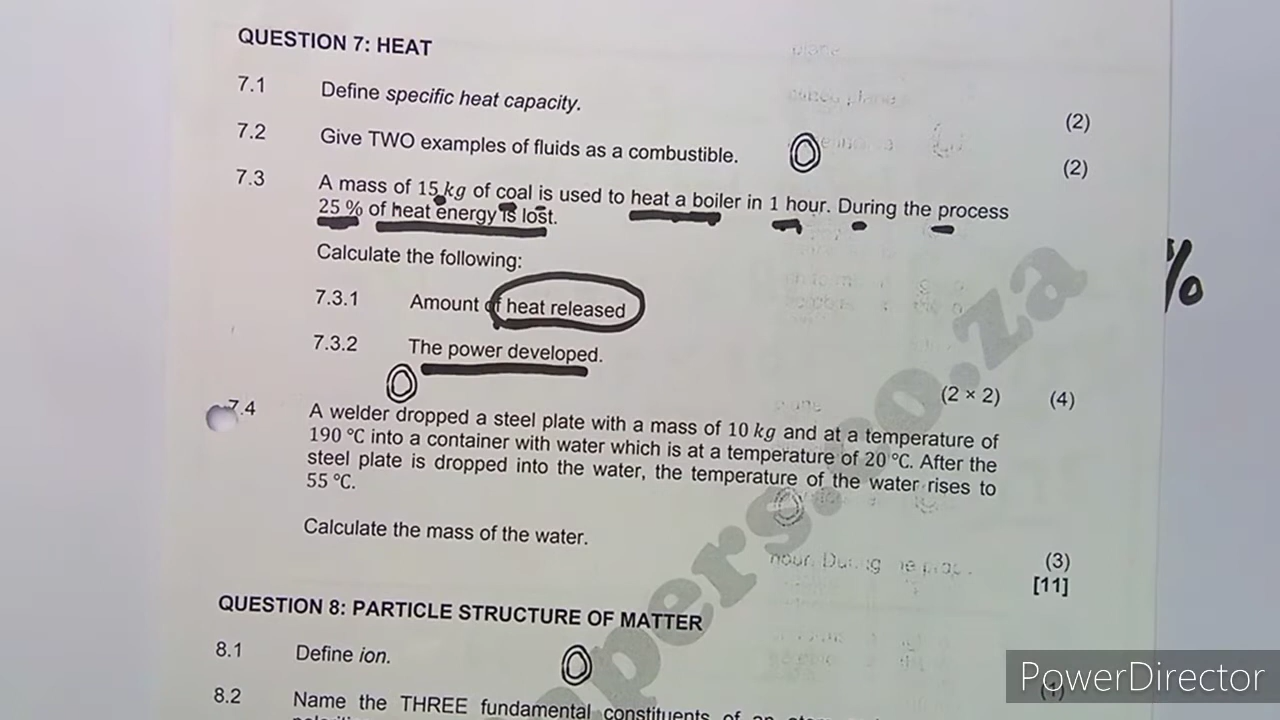 QUESTION 7: HEAT
7.1 Define specific heat capacity. (2)
7.2 Give TWO examples of fluids as a combustible. (2)
7.3 A mass of 15 kg of coal is used to heat a boiler in 1 hour. During the process
25 % of heat energy is lost.
Calculate the following:
7.3.1 Amount of heat released
7.3.2 The power developed.
(2 × 2) (4)
7.4 A welder dropped a steel plate with a mass of 10 kg and at a temperature of
190 °C into a container with water which is at a temperature of 20 °C. After the
steel plate is dropped into the water, the temperature of the water rises to
55 °C.
Calculate the mass of the water.
(3)
[11]
QUESTION 8: PARTICLE STRUCTURE OF MATTER
8.1 Define ion. (1)
8.2 Name the THREE fundamental constituents of an
%
pers.co.za
PowerDirector